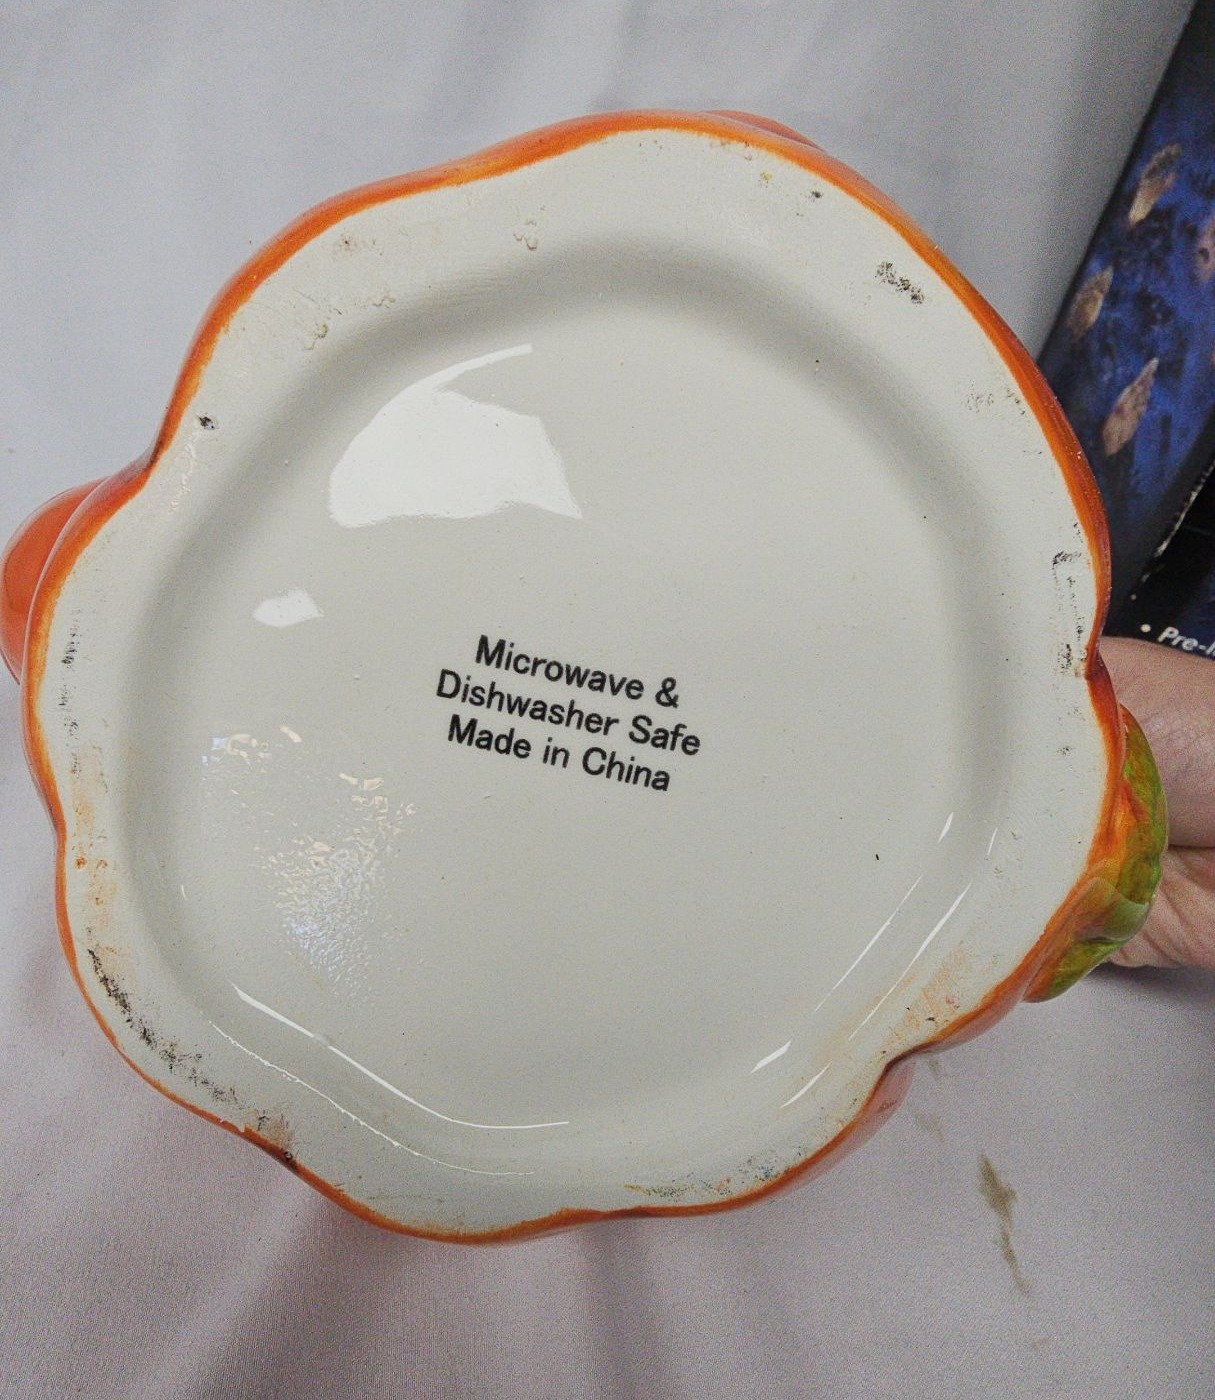 Microwave &
Dishwasher Safe
Made in China